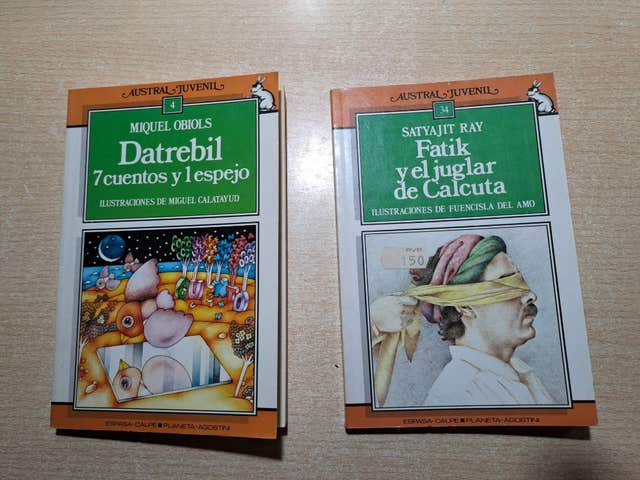 AUSTRAL JUVENIL
4
MIQUEL OBIOLS
Datrebil
7 cuentos y 1 espejo
ILUSTRACIONES DE MIGUEL CALATAYUD
ESPASA-CALPE ■ PLANETA-AGOSTINI
AUSTRAL JUVENIL
34
SATYAJIT RAY
Fatik
y el juglar
de Calcuta
ILUSTRACIONES DE FUENCISLA DEL AMO
PVP
150
ESPASA-CALPE ■ PLANETA-AGOSTINI